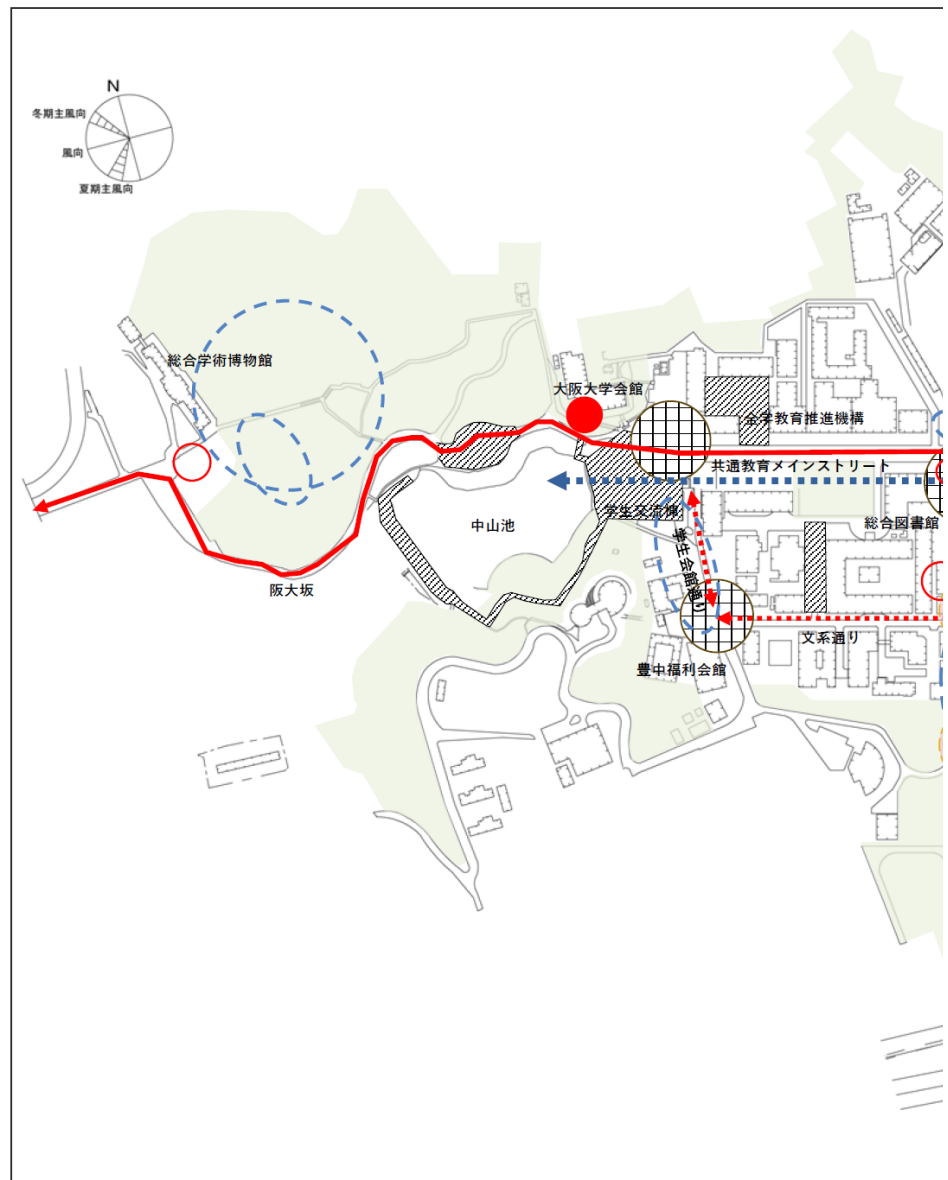 N
冬期主風向
風向
夏期主風向
総合学術博物館
大阪大学会館
全学教育推進機構
共通教育メインストリート
学生交流棟
総合図書館
中山池
学生会館通り
阪大坂
文系通り
豊中福利会館